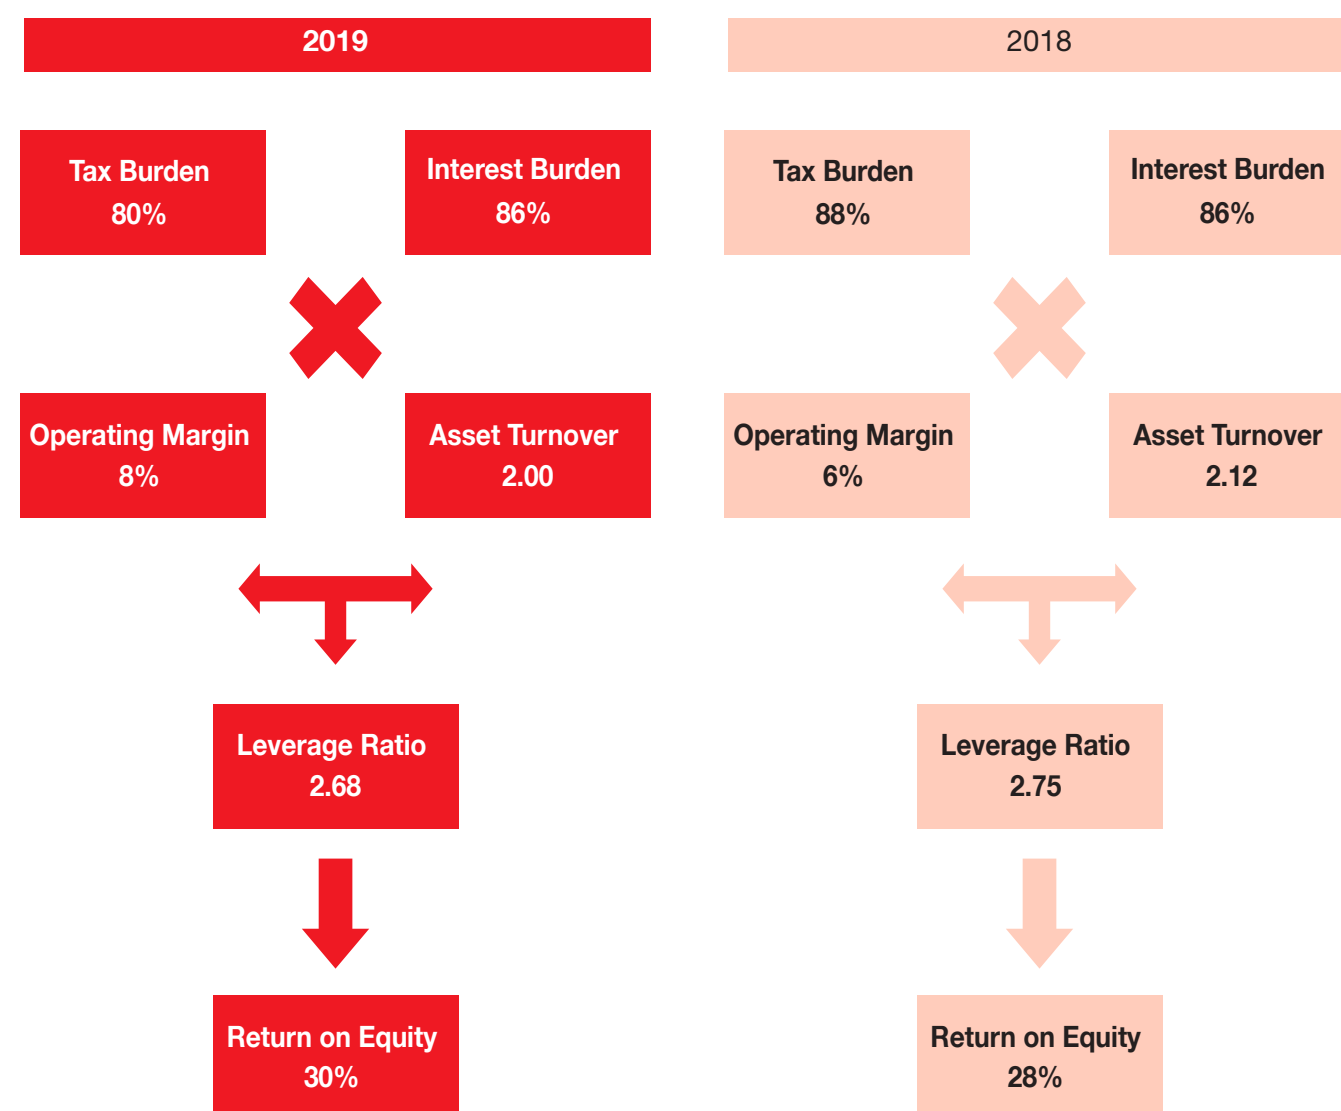 2019
Tax Burden
80%
Interest Burden
86%
Operating Margin
8%
Asset Turnover
2.00
Leverage Ratio
2.68
Return on Equity
30%
2018
Tax Burden
88%
Interest Burden
86%
Operating Margin
6%
Asset Turnover
2.12
Leverage Ratio
2.75
Return on Equity
28%